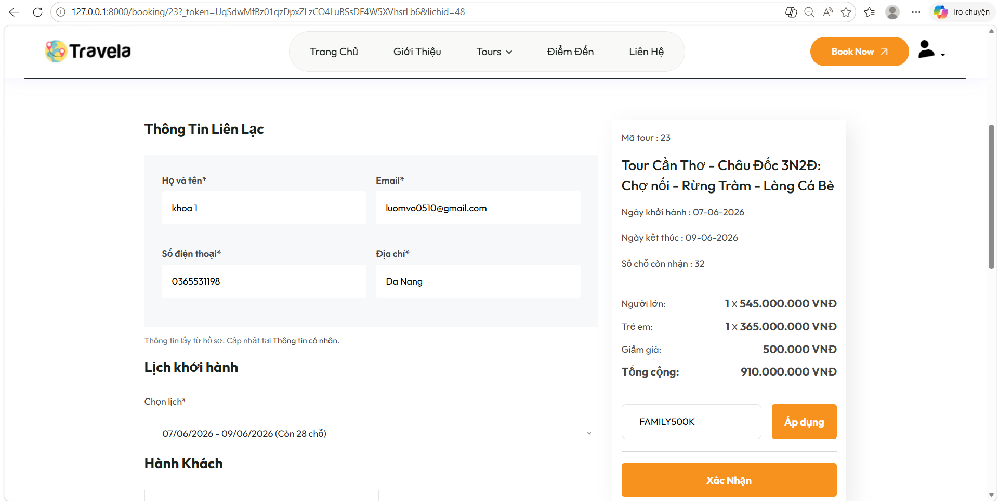 127.0.0.1:8000/booking/23?_token=UqSdwMfBz01qzDpxZLzCO4LuBSsDE4W5XVhsrLb6&lichid=48
Trò chuyện
Travela
Trang Chủ
Giới Thiệu
Tours
Điểm Đến
Liên Hệ
Book Now
Thông Tin Liên Lạc
Họ và tên*
Email*
khoa 1
luomvo0510@gmail.com
Số điện thoại*
Địa chỉ*
0365531198
Da Nang
Thông tin lấy từ hồ sơ. Cập nhật tại Thông tin cá nhân.
Lịch khởi hành
Chọn lịch*
07/06/2026 - 09/06/2026 (Còn 28 chỗ)
Hành Khách
Mã tour : 23
Tour Cần Thơ - Châu Đốc 3N2Đ:
Chợ nổi - Rừng Tràm - Làng Cá Bè
Ngày khởi hành : 07-06-2026
Ngày kết thúc : 09-06-2026
Số chỗ còn nhận : 32
Người lớn: 1 X 545.000.000 VNĐ
Trẻ em: 1 X 365.000.000 VNĐ
Giảm giá: 500.000 VNĐ
Tổng cộng: 910.000.000 VNĐ
FAMILY500K
Áp dụng
Xác Nhận